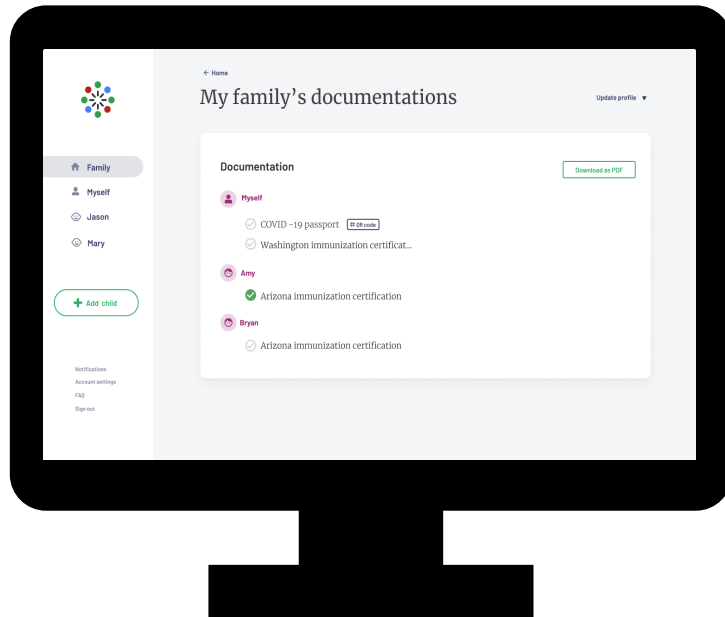 ← Home
My family’s documentations
Update profile ▼
Family
Myself
Jason
Mary
+ Add child
Notifications
Account settings
FAQ
Sign out
Documentation
Download as PDF
Myself
COVID -19 passport QR code
Washington immunization certificat...
Amy
Arizona immunization certification
Bryan
Arizona immunization certification